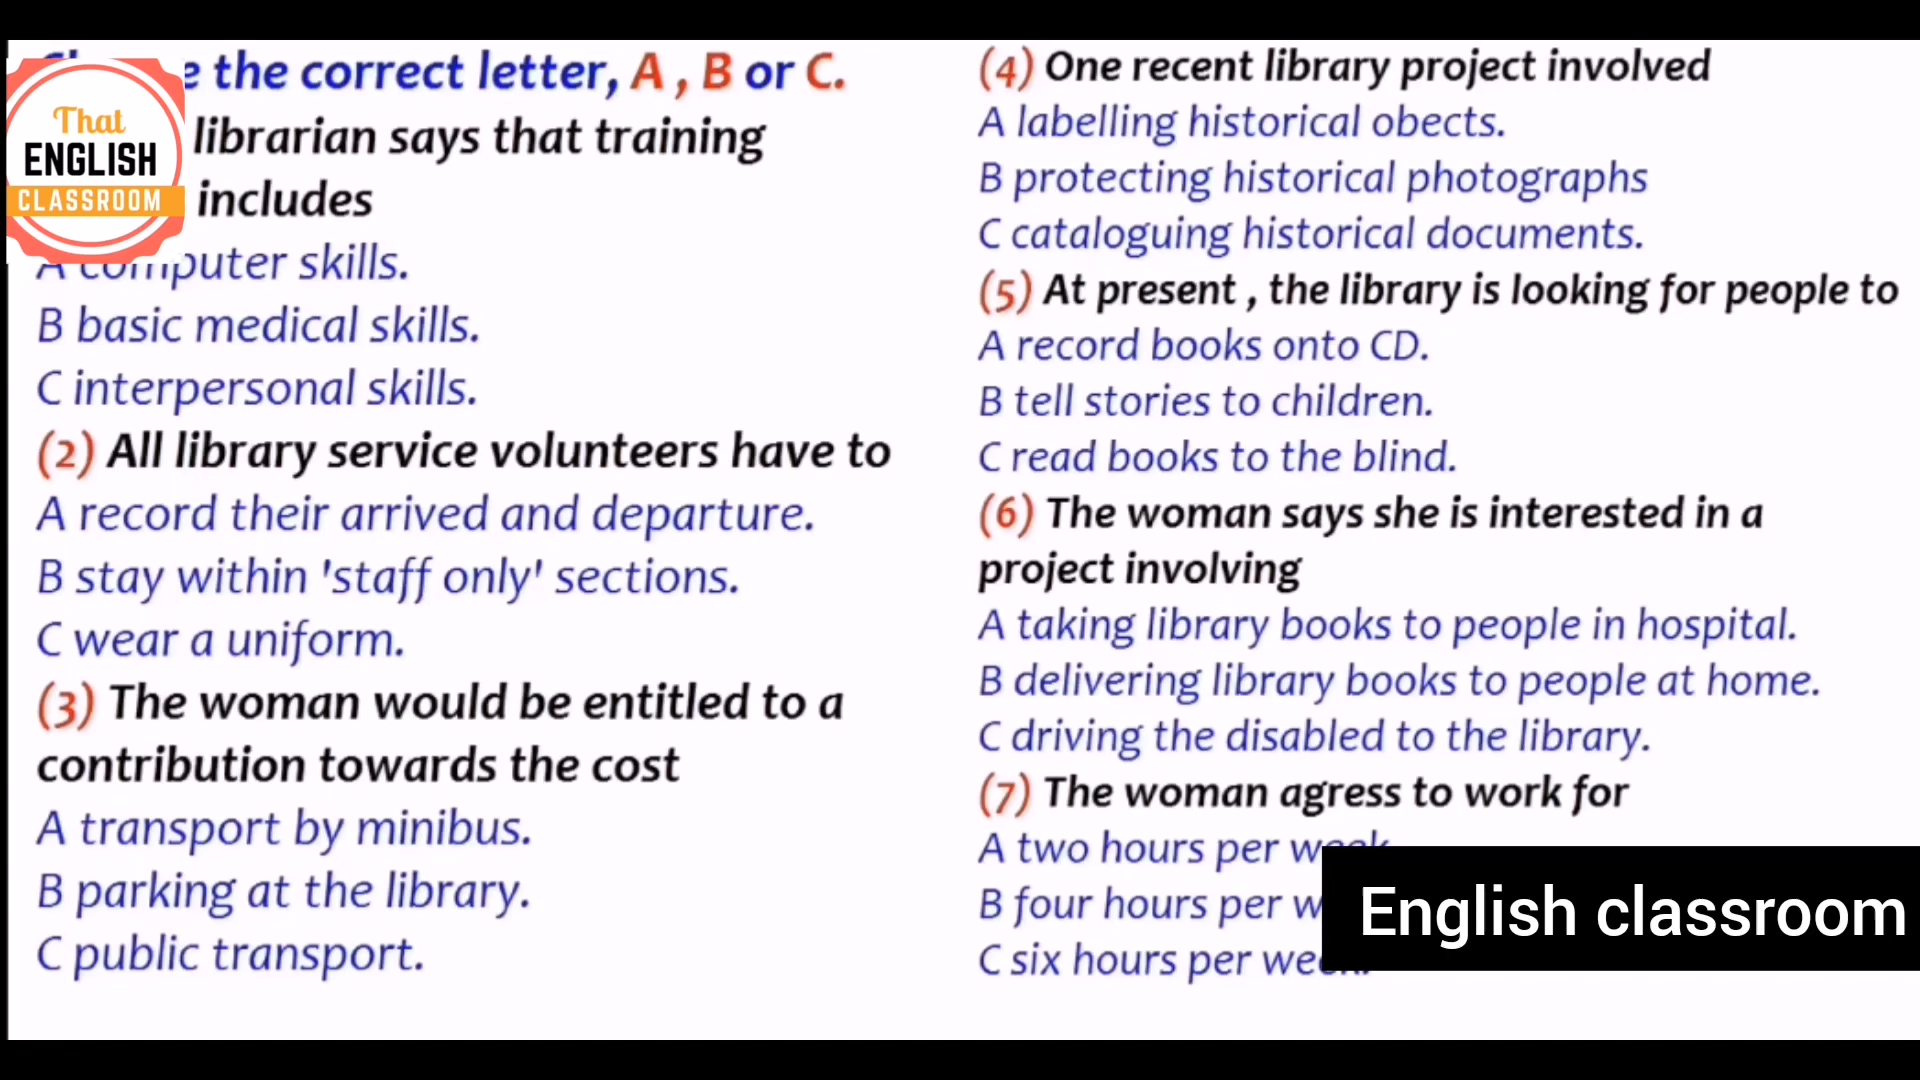 That
ENGLISH
CLASSROOM
the correct letter, A , B or C.
librarian says that training
includes
A computer skills.
B basic medical skills.
C interpersonal skills.
(2) All library service volunteers have to
A record their arrived and departure.
B stay within 'staff only' sections.
C wear a uniform.
(3) The woman would be entitled to a
contribution towards the cost
A transport by minibus.
B parking at the library.
C public transport.
(4) One recent library project involved
A labelling historical obects.
B protecting historical photographs
C cataloguing historical documents.
(5) At present , the library is looking for people to
A record books onto CD.
B tell stories to children.
C read books to the blind.
(6) The woman says she is interested in a
project involving
A taking library books to people in hospital.
B delivering library books to people at home.
C driving the disabled to the library.
(7) The woman agress to work for
A two hours per week
B four hours per
C six hours per week.
English classroom